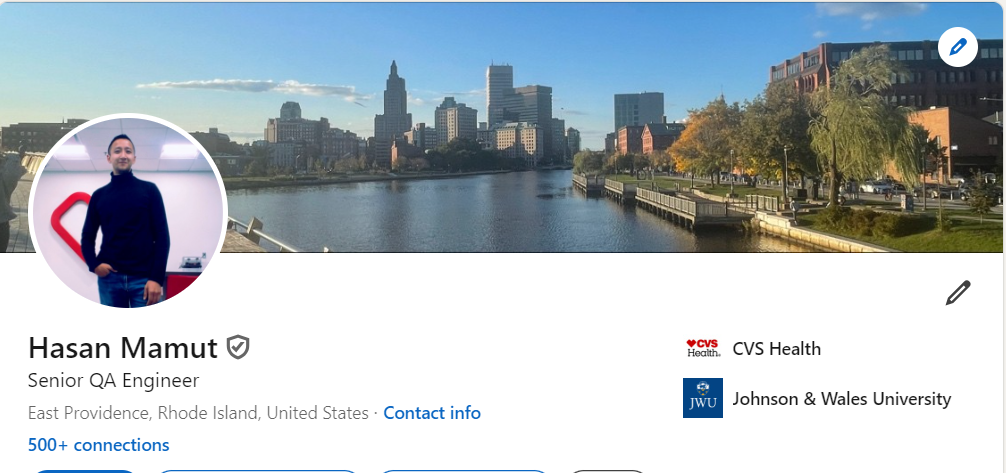 Hasan Mamut
Senior QA Engineer
East Providence, Rhode Island, United States · Contact info
500+ connections
CVS
Health.
CVS Health
JWU
Johnson & Wales University